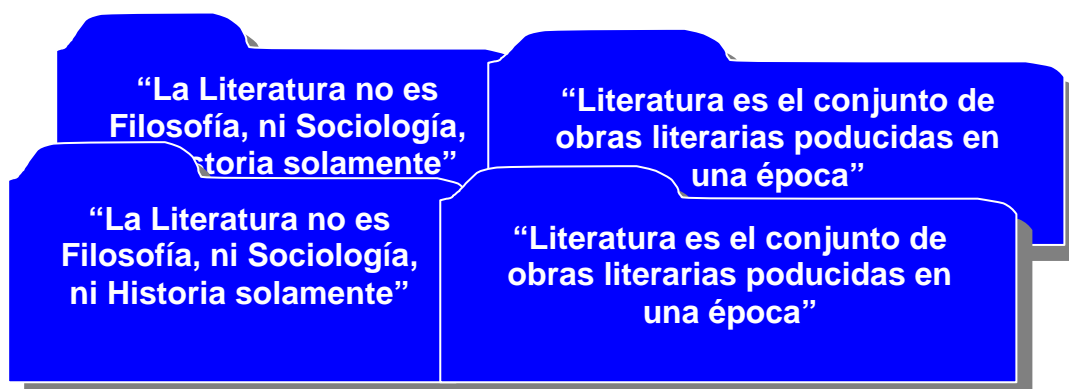 “La Literatura no es
Filosofía, ni Sociología,
storia solamente”
“Literatura es el conjunto de
obras literarias poducidas en
una época”
“La Literatura no es
Filosofía, ni Sociología,
ni Historia solamente”
“Literatura es el conjunto de
obras literarias poducidas en
una época”